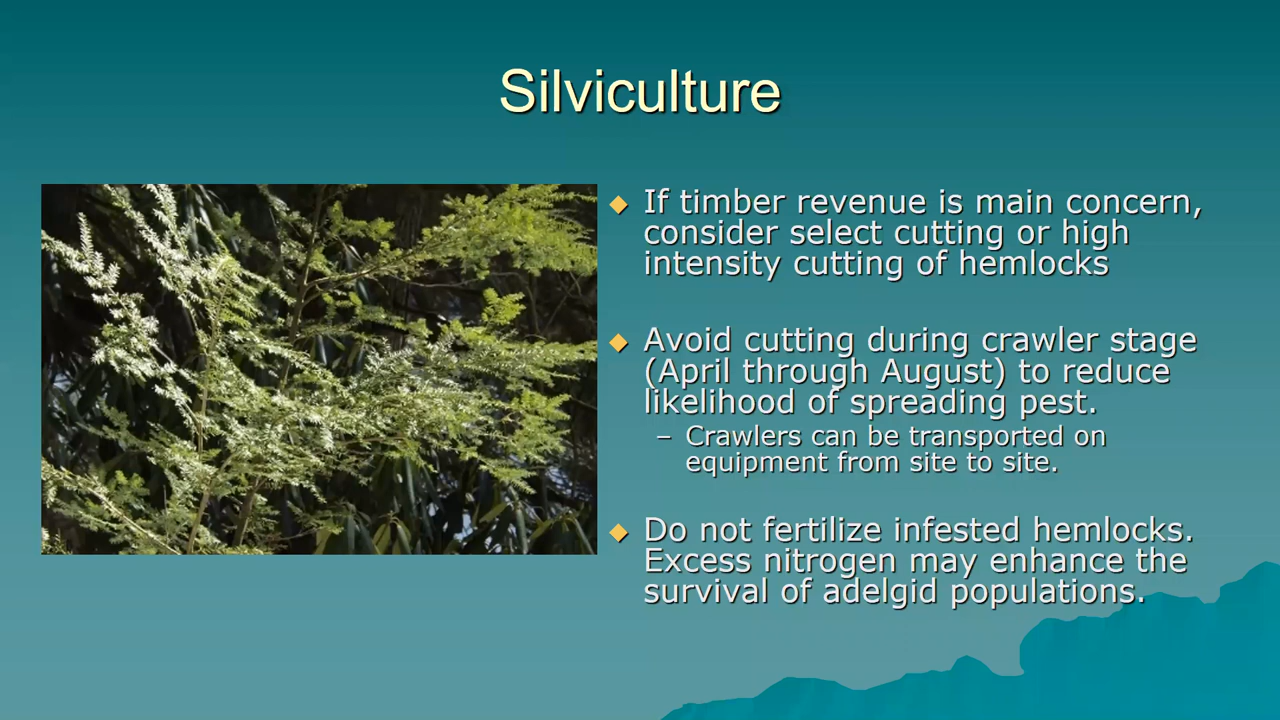 Silviculture
If timber revenue is main concern,
consider select cutting or high
intensity cutting of hemlocks
Avoid cutting during crawler stage
(April through August) to reduce
likelihood of spreading pest.
– Crawlers can be transported on
equipment from site to site.
Do not fertilize infested hemlocks.
Excess nitrogen may enhance the
survival of adelgid populations.